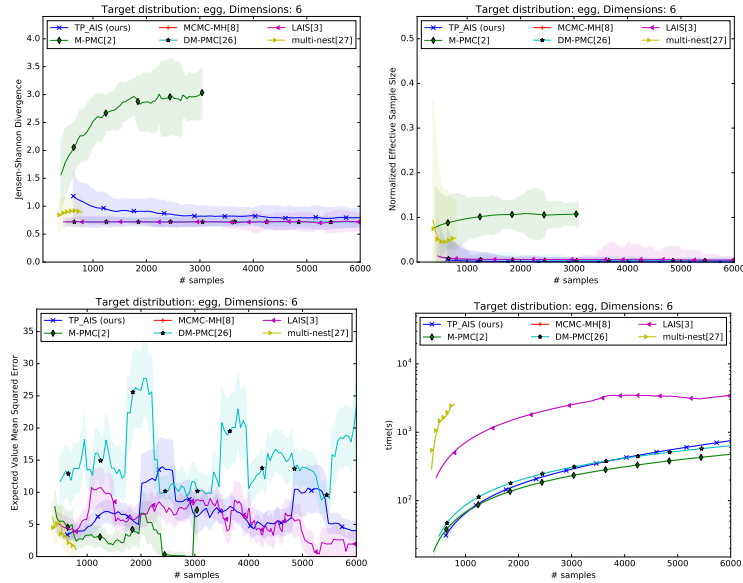 Target distribution: egg, Dimensions: 6
TP_AIS (ours) MCMC-MH[8] LAIS[3]
M-PMC[2] DM-PMC[26] multi-nest[27]
Jensen-Shannon Divergence
4.0
3.5
3.0
2.5
2.0
1.5
1.0
0.5
0.0
1000 2000 3000 4000 5000 6000
# samples
Target distribution: egg, Dimensions: 6
TP_AIS (ours) MCMC-MH[8] LAIS[3]
M-PMC[2] DM-PMC[26] multi-nest[27]
Normalized Effective Sample Size
0.5
0.4
0.3
0.2
0.1
0.0
1000 2000 3000 4000 5000 6000
# samples
Target distribution: egg, Dimensions: 6
TP_AIS (ours) MCMC-MH[8] LAIS[3]
M-PMC[2] DM-PMC[26] multi-nest[27]
Expected Value Mean Squared Error
35
30
25
20
15
10
5
0
1000 2000 3000 4000 5000 6000
# samples
Target distribution: egg, Dimensions: 6
TP_AIS (ours) MCMC-MH[8] LAIS[3]
M-PMC[2] DM-PMC[26] multi-nest[27]
time(s)
10^4
10^3
10^2
1000 2000 3000 4000 5000 6000
# samples